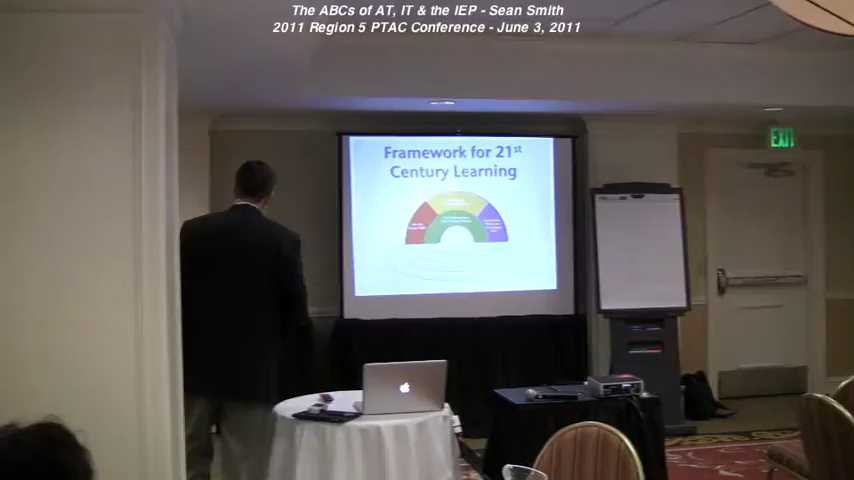 The ABCs of AT, IT & the IEP - Sean Smith
2011 Region 5 PTAC Conference - June 3, 2011
EXIT
Framework for 21st
Century Learning